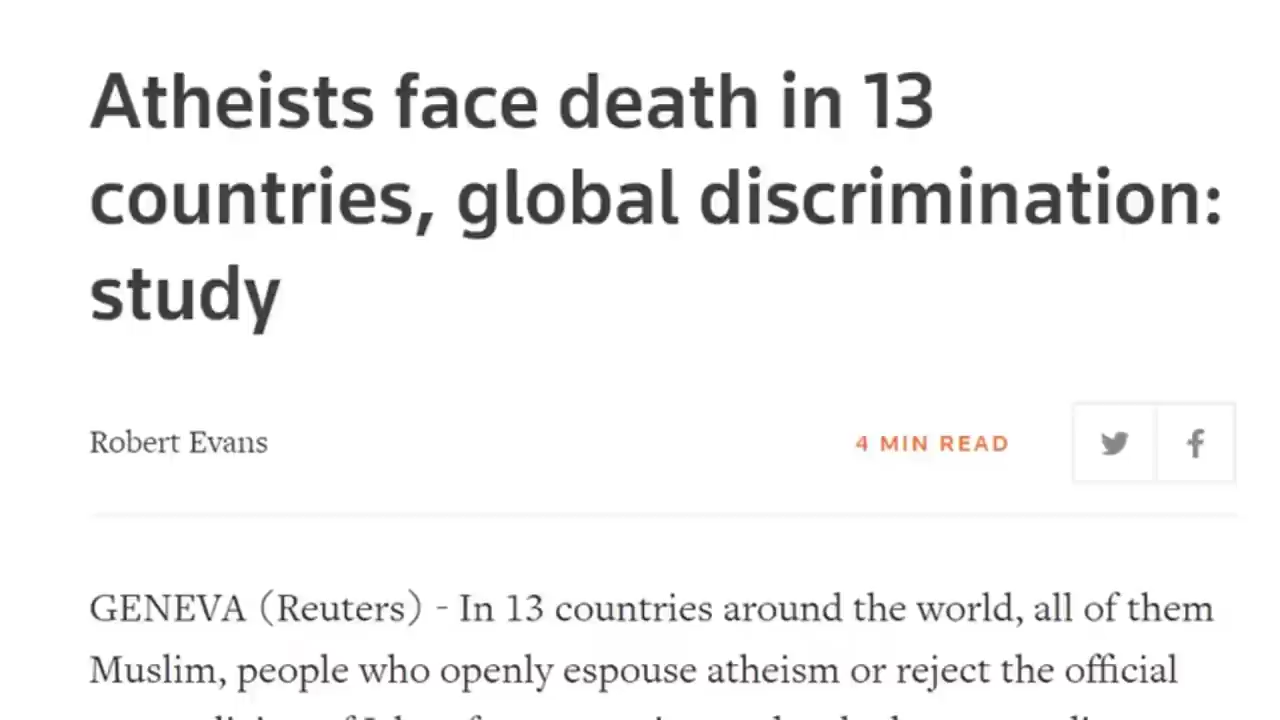 Atheists face death in 13
countries, global discrimination:
study
Robert Evans
4 MIN READ
GENEVA (Reuters) - In 13 countries around the world, all of them
Muslim, people who openly espouse atheism or reject the official